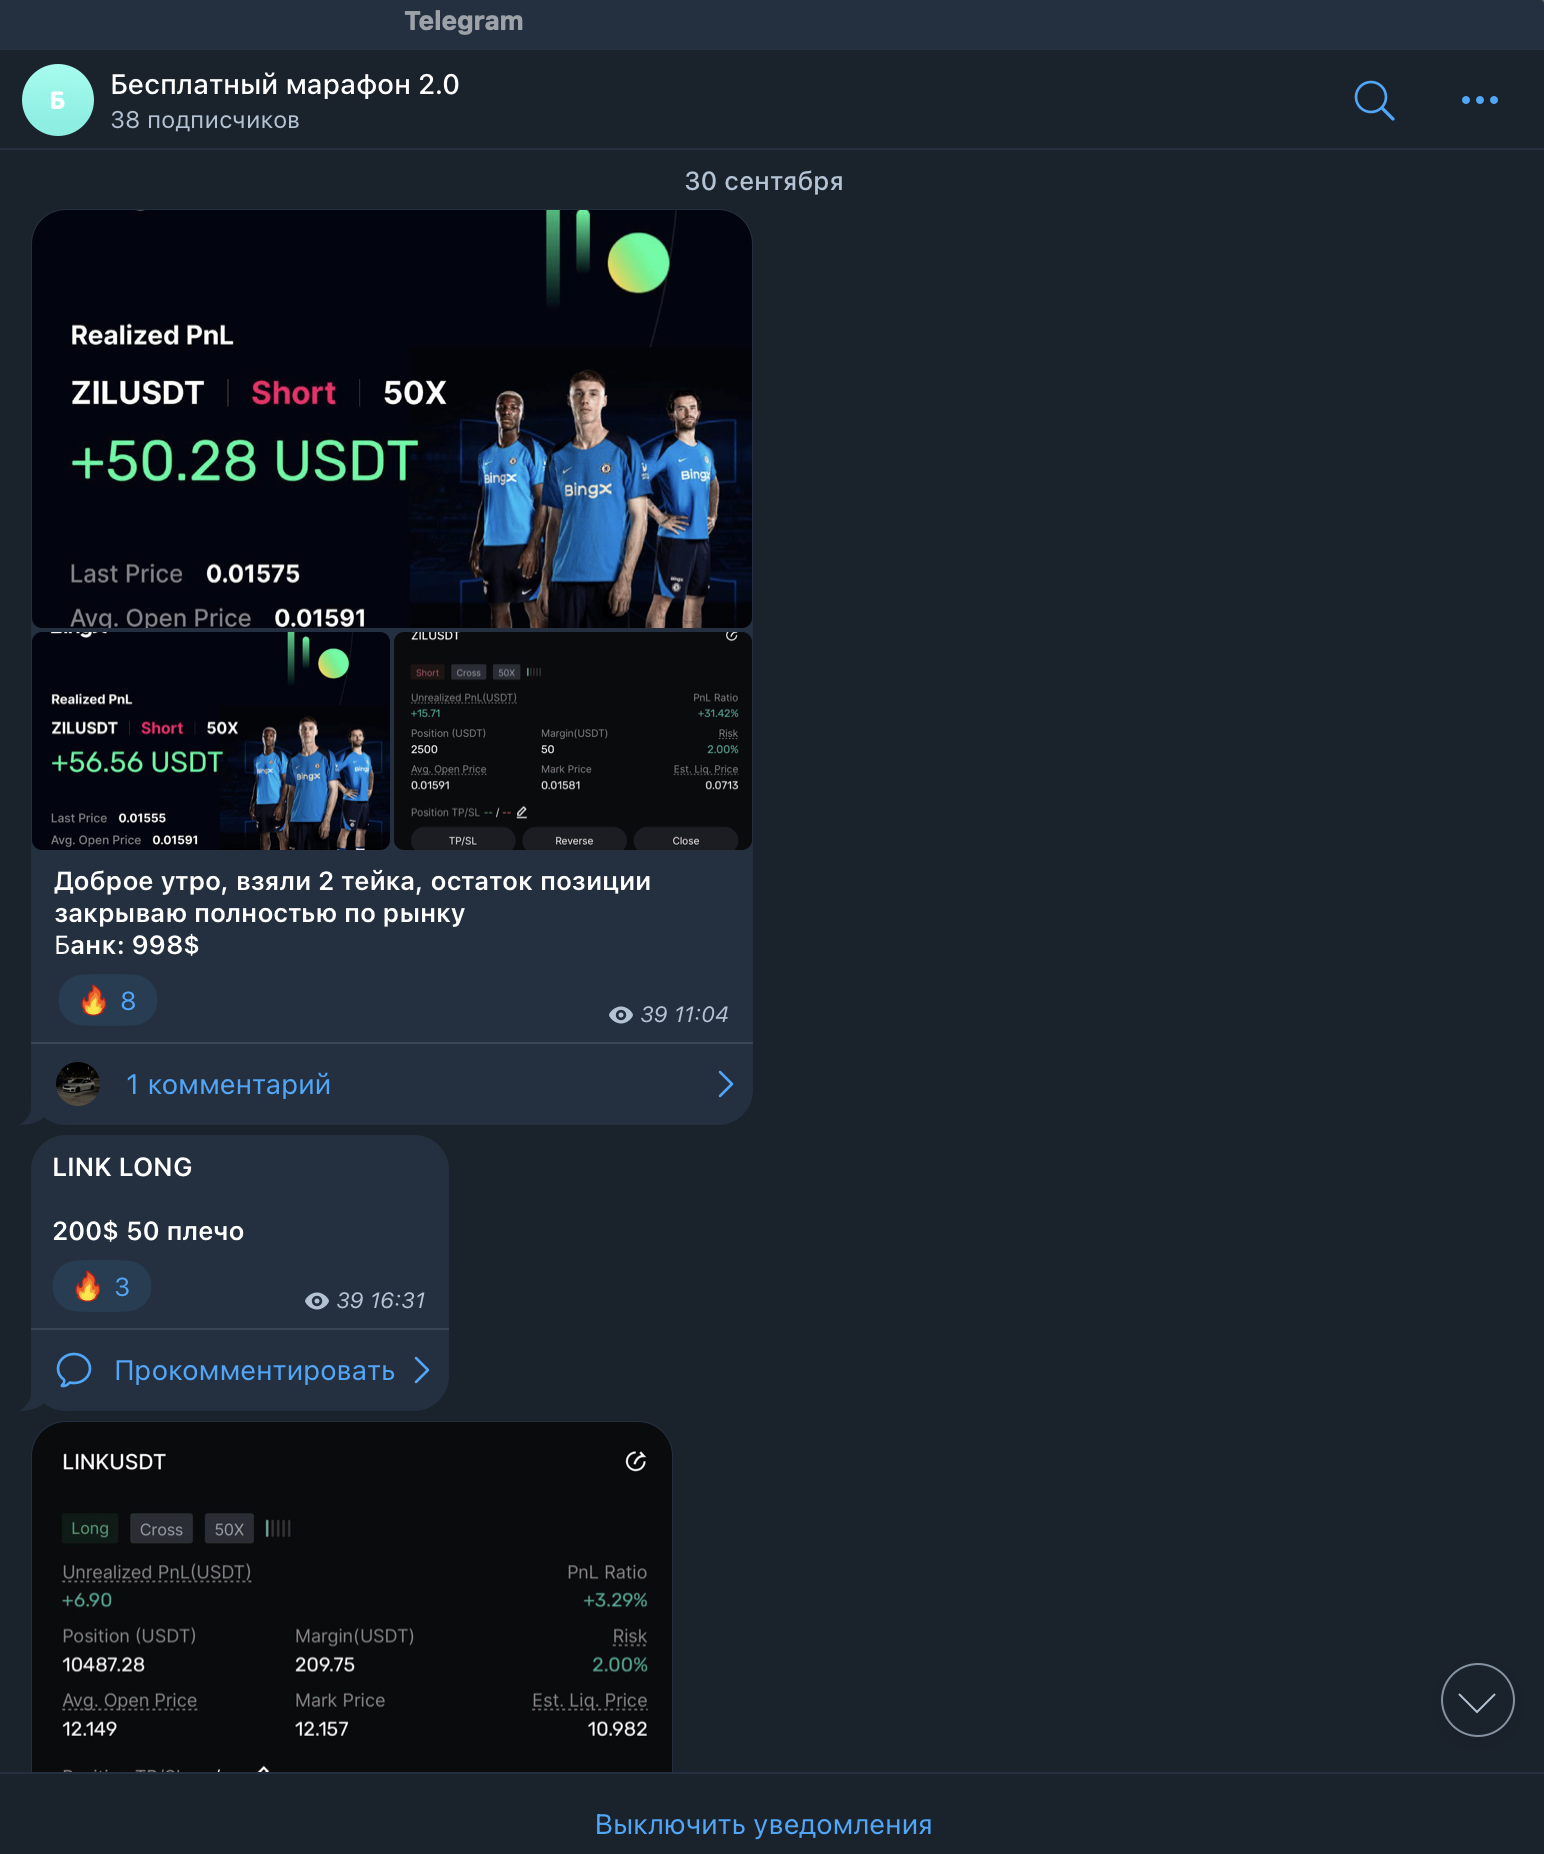 Telegram
Б
Бесплатный марафон 2.0
38 подписчиков
30 сентября
Realized PnL
ZILUSDT Short 50X
+50.28 USDT
Last Price 0.01575
Avg. Open Price 0.01591
BingX
BingX
BingX
BingX
Realized PnL
ZILUSDT Short 50X
+56.56 USDT
Last Price 0.01555
Avg. Open Price 0.01591
BingX
BingX
BingX
ZILUSDT
Short Cross 50X
Unrealized PnL(USDT) PnL Ratio
+15.71 +31.42%
Position (USDT) Margin(USDT) Risk
2500 50 2.00%
Avg. Open Price Mark Price Est. Liq. Price
0.01591 0.01581 0.0713
Position TP/SL -- / --
TP/SL Reverse Close
Доброе утро, взяли 2 тейка, остаток позиции
закрываю полностью по рынку
Банк: 998$
🔥 8
39 11:04
1 комментарий
LINK LONG
200$ 50 плечо
🔥 3
39 16:31
Прокомментировать
LINKUSDT
Long Cross 50X
Unrealized PnL(USDT) PnL Ratio
+6.90 +3.29%
Position (USDT) Margin(USDT) Risk
10487.28 209.75 2.00%
Avg. Open Price Mark Price Est. Liq. Price
12.149 12.157 10.982
Выключить уведомления